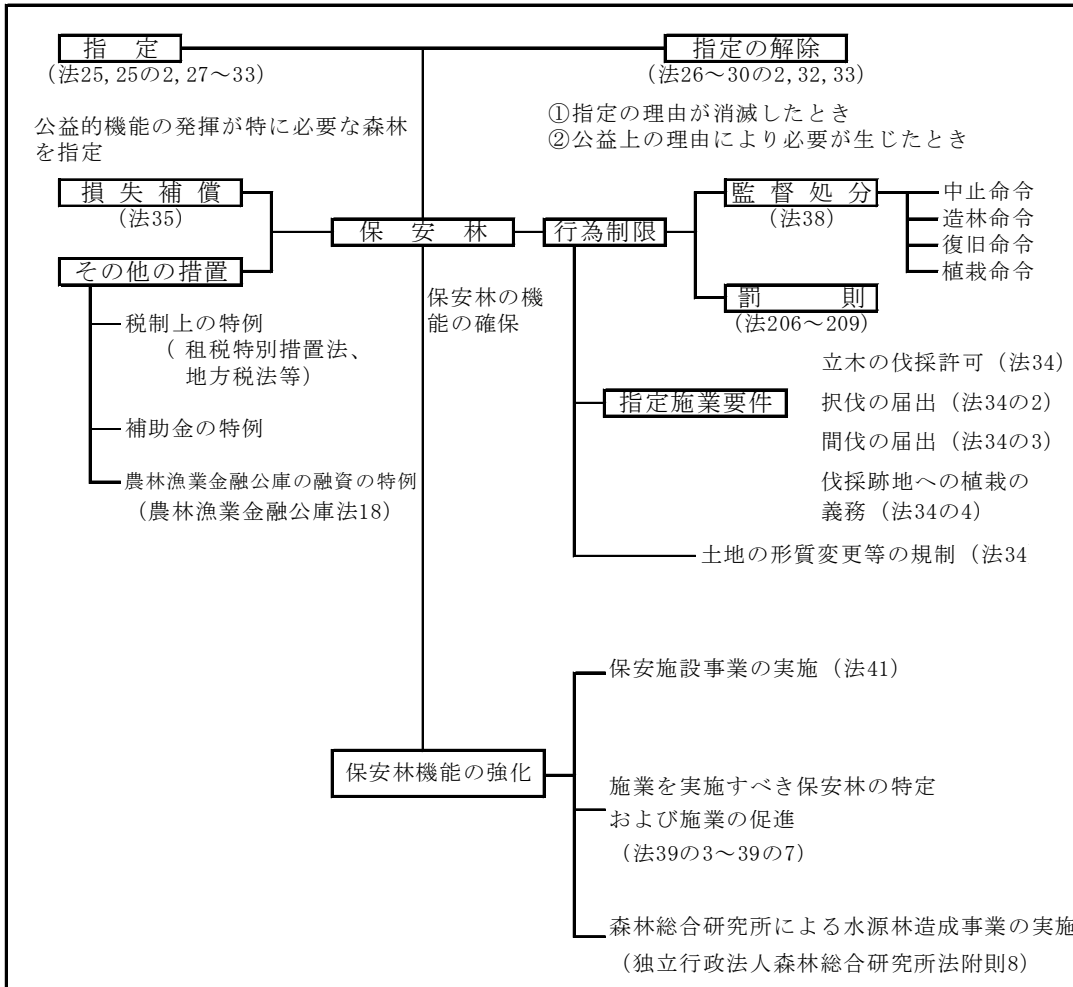 指　定
(法25, 25の2, 27～33)
指定の解除
(法26～30の2, 32, 33)
公益的機能の発揮が特に必要な森林
を指定
①指定の理由が消滅したとき
②公益上の理由により必要が生じたとき
損 失 補 償
(法35)
その他の措置
税制上の特例
（ 租税特別措置法、
地方税法等）
補助金の特例
農林漁業金融公庫の融資の特例
（農林漁業金融公庫法18）
保　安　林
保安林の機
能の確保
行為制限
監 督 処 分
(法38)
中止命令
造林命令
復旧命令
植栽命令
罰　　則
(法206～209)
指定施業要件
立木の伐採許可（法34）
択伐の届出（法34の2）
間伐の届出（法34の3）
伐採跡地への植栽の
義務（法34の4）
土地の形質変更等の規制（法34
保安林機能の強化
保安施設事業の実施（法41）
施業を実施すべき保安林の特定
および施業の促進
（法39の3～39の7）
森林総合研究所による水源林造成事業の実施
（独立行政法人森林総合研究所法附則8）